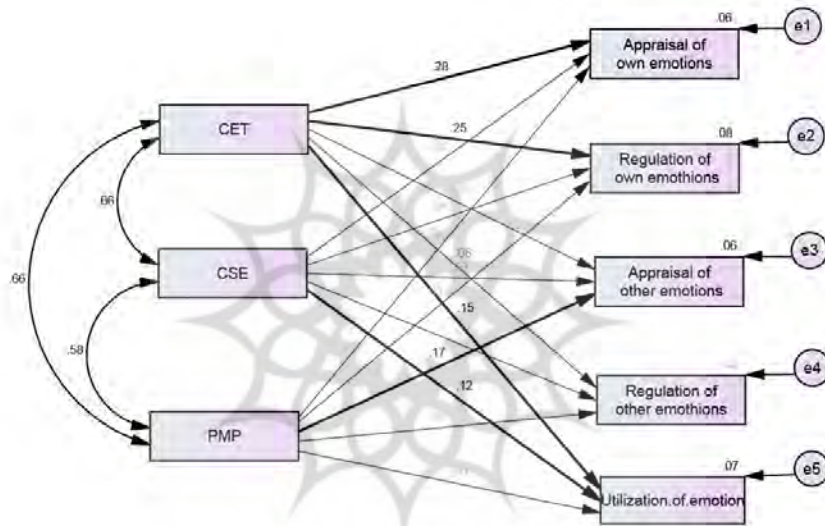 .06
e1
Appraisal of
own emotions
.28
CET
.25
.08
e2
Regulation of
own emothions
.66
.06
e3
CSE
.06
Appraisal of
other emotions
.66
.15
.58
.17
e4
.12
Regulation of
other emothions
PMP
.07
e5
Utilization.of.emotion